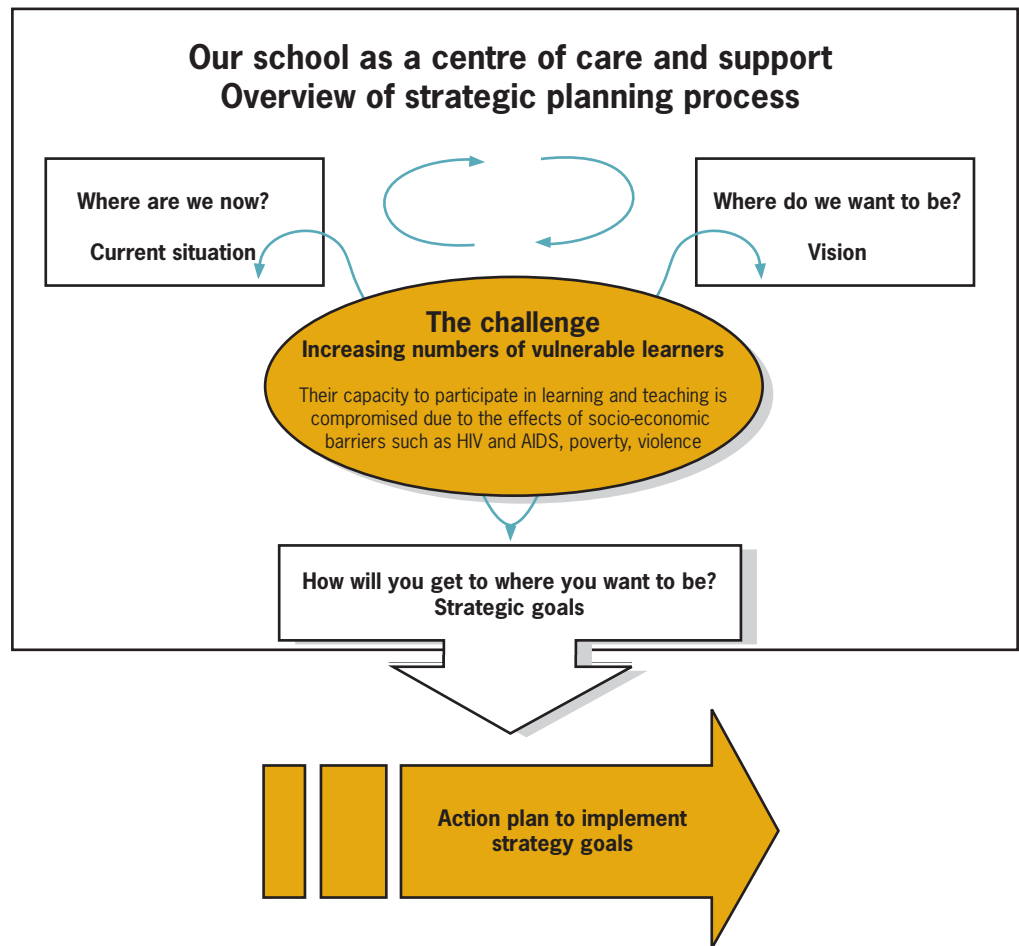 Our school as a centre of care and support
Overview of strategic planning process
Where are we now?
Current situation
Where do we want to be?
Vision
The challenge
Increasing numbers of vulnerable learners
Their capacity to participate in learning and teaching is
compromised due to the effects of socio-economic
barriers such as HIV and AIDS, poverty, violence
How will you get to where you want to be?
Strategic goals
Action plan to implement
strategy goals